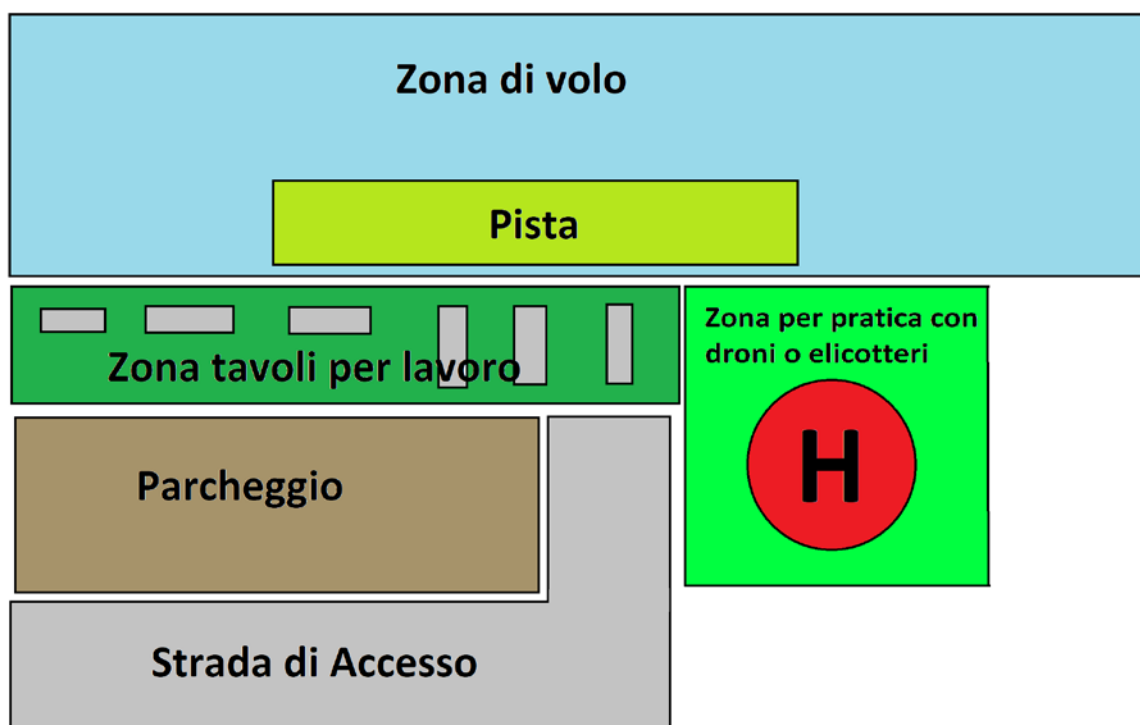 Zona di volo
Pista
Zona per pratica con
droni o elicotteri
Zona tavoli per lavoro
H
Parcheggio
Strada di Accesso